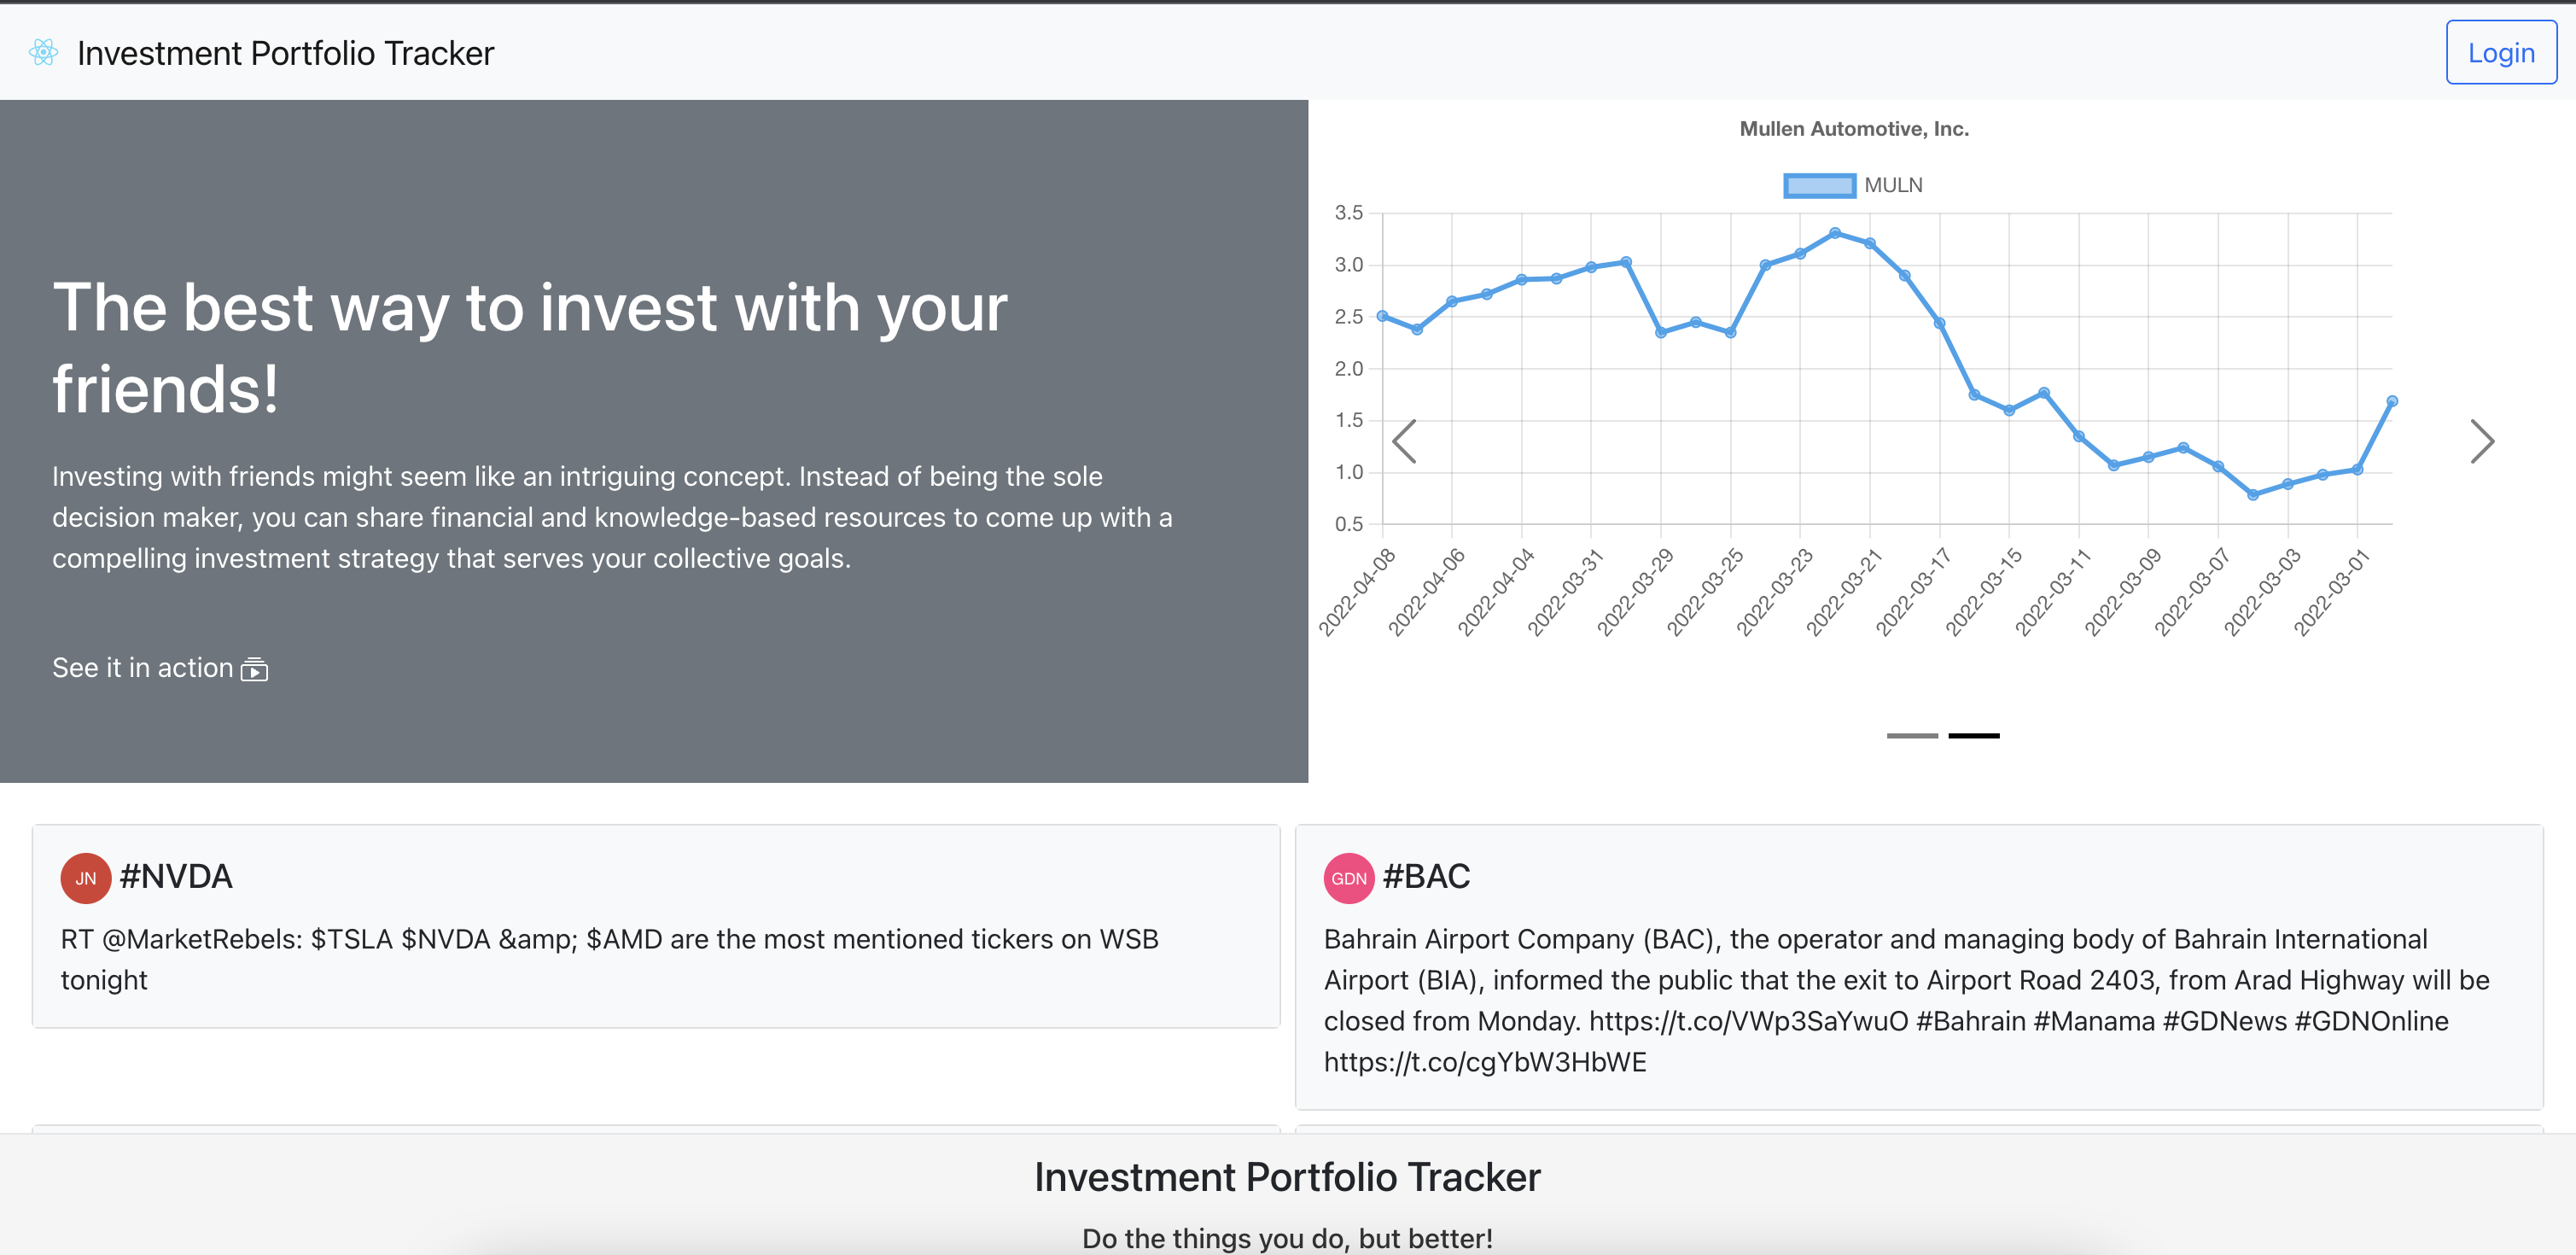 Investment Portfolio Tracker
Login
The best way to invest with your
friends!
Investing with friends might seem like an intriguing concept. Instead of being the sole
decision maker, you can share financial and knowledge-based resources to come up with a
compelling investment strategy that serves your collective goals.
See it in action
Mullen Automotive, Inc.
MULN
3.5
3.0
2.5
2.0
1.5
1.0
0.5
2022-04-08
2022-04-06
2022-04-04
2022-03-31
2022-03-29
2022-03-25
2022-03-23
2022-03-21
2022-03-17
2022-03-15
2022-03-11
2022-03-09
2022-03-07
2022-03-03
2022-03-01
JN #NVDA
RT @MarketRebels: $TSLA $NVDA &amp; $AMD are the most mentioned tickers on WSB
tonight
GDN #BAC
Bahrain Airport Company (BAC), the operator and managing body of Bahrain International
Airport (BIA), informed the public that the exit to Airport Road 2403, from Arad Highway will be
closed from Monday. https://t.co/VWp3SaYwuO #Bahrain #Manama #GDNews #GDNOnline
https://t.co/cgYbW3HbWE
Investment Portfolio Tracker
Do the things you do, but better!